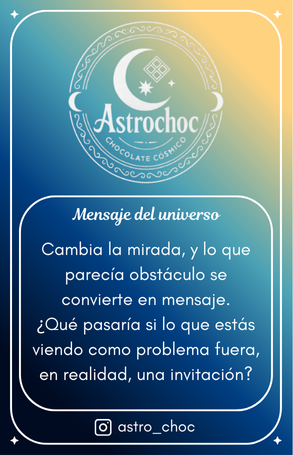 Astrochoc
CHOCOLATE CÓSMICO
Mensaje del universo
Cambia la mirada, y lo que
parecía obstáculo se
convierte en mensaje.
¿Qué pasaría si lo que estás
viendo como problema fuera,
en realidad, una invitación?
astro_choc